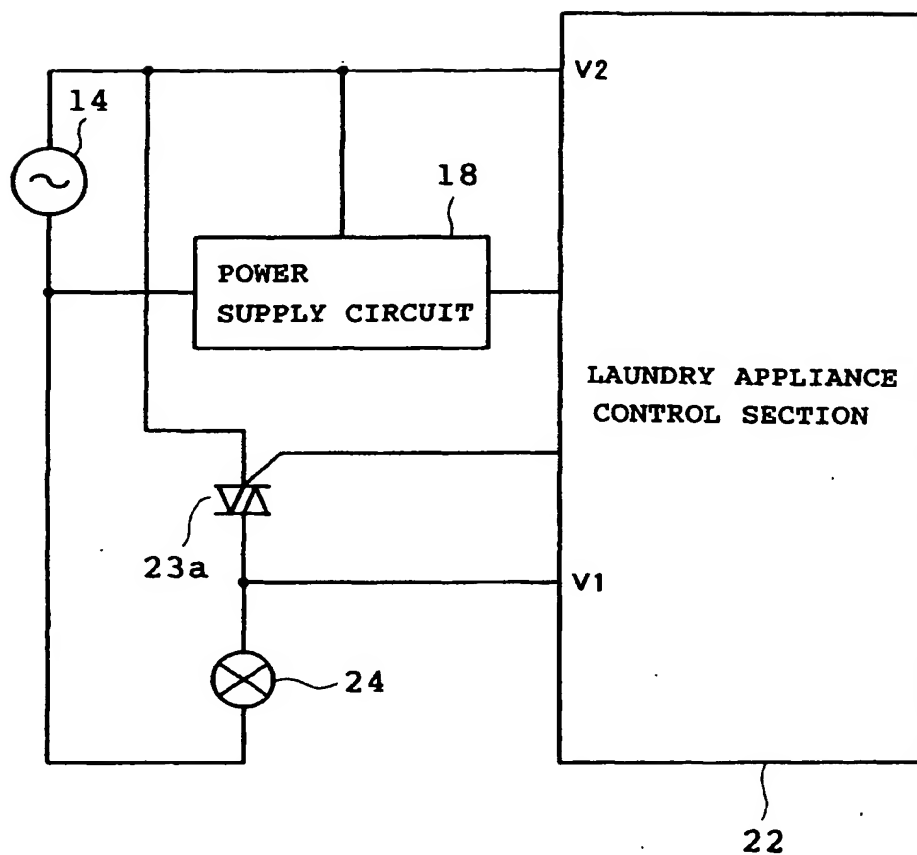 V2
14
18
POWER
SUPPLY CIRCUIT
LAUNDRY APPLIANCE
CONTROL SECTION
23a
V1
24
22